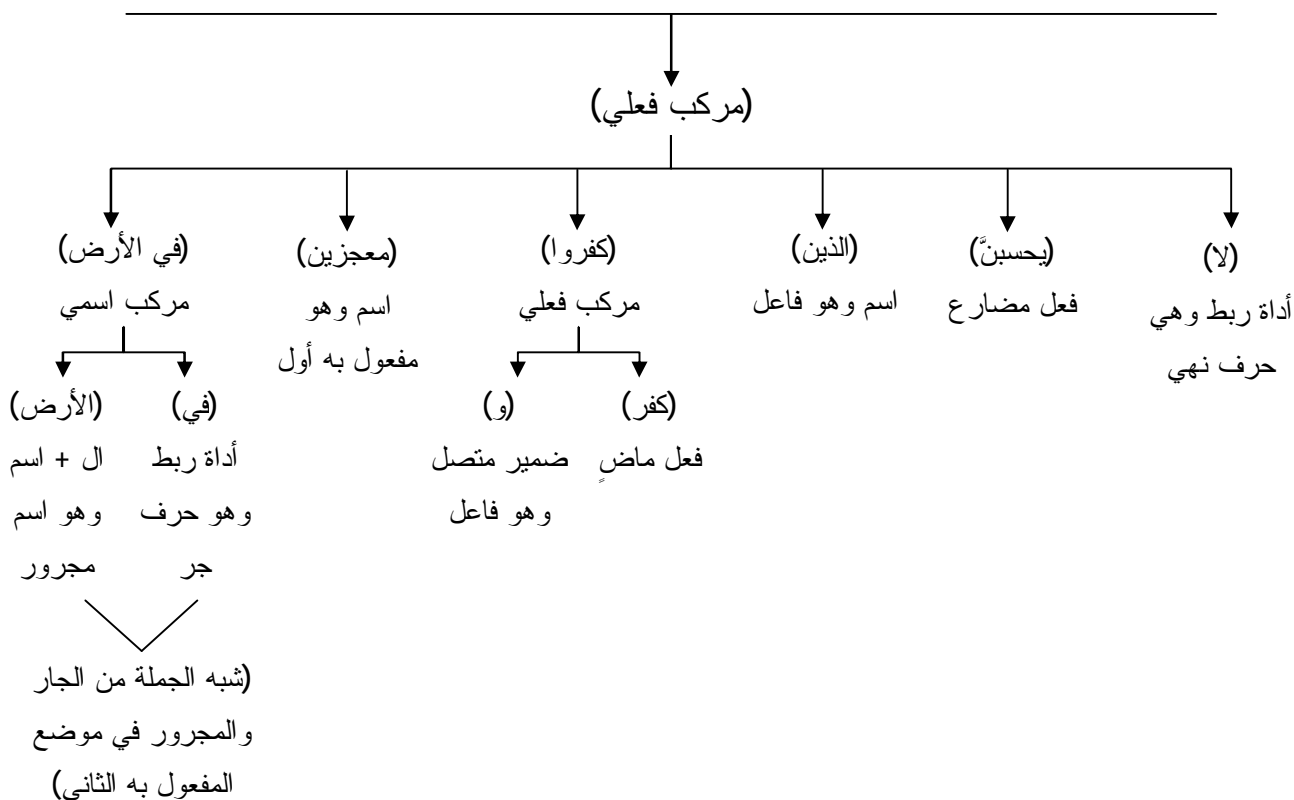 (مركب فعلي)
(لا)
أداة ربط وهي
حرف نهي
(يحسبنَّ)
فعل مضارع
(الذين)
اسم وهو فاعل
(كفروا)
مركب فعلي
(كفر)
فعل ماضٍ
(و)
ضمير متصل
وهو فاعل
(معجزين)
اسم وهو
مفعول به أول
(في الأرض)
مركب اسمي
(في)
أداة ربط
وهو حرف
جر
(الأرض)
ال + اسم
وهو اسم
مجرور
(شبه الجملة من الجار
والمجرور في موضع
المفعول به الثاني)